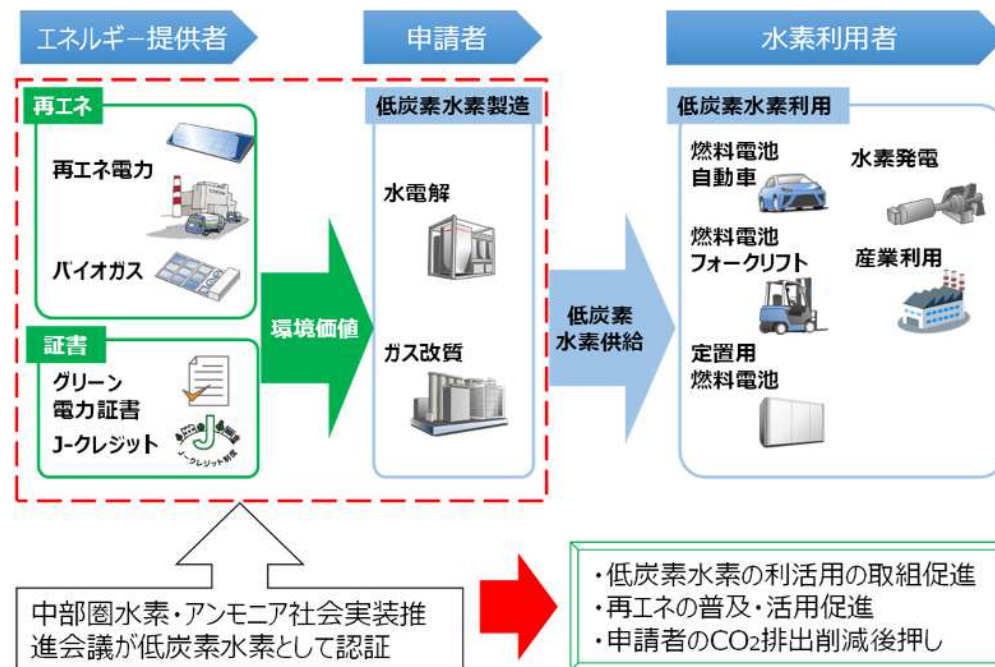 エネルギー提供者
申請者
水素利用者
再エネ
再エネ電力
バイオガス
証書
グリーン
電力証書
J-クレジット
J-クレジット制度
環境価値
低炭素水素製造
水電解
ガス改質
低炭素
水素供給
低炭素水素利用
燃料電池
自動車
水素発電
燃料電池
フォークリフト
産業利用
定置用
燃料電池
中部圏水素・アンモニア社会実装推
進会議が低炭素水素として認証
・低炭素水素の利活用の取組促進
・再エネの普及・活用促進
・申請者のCO₂排出削減後押し